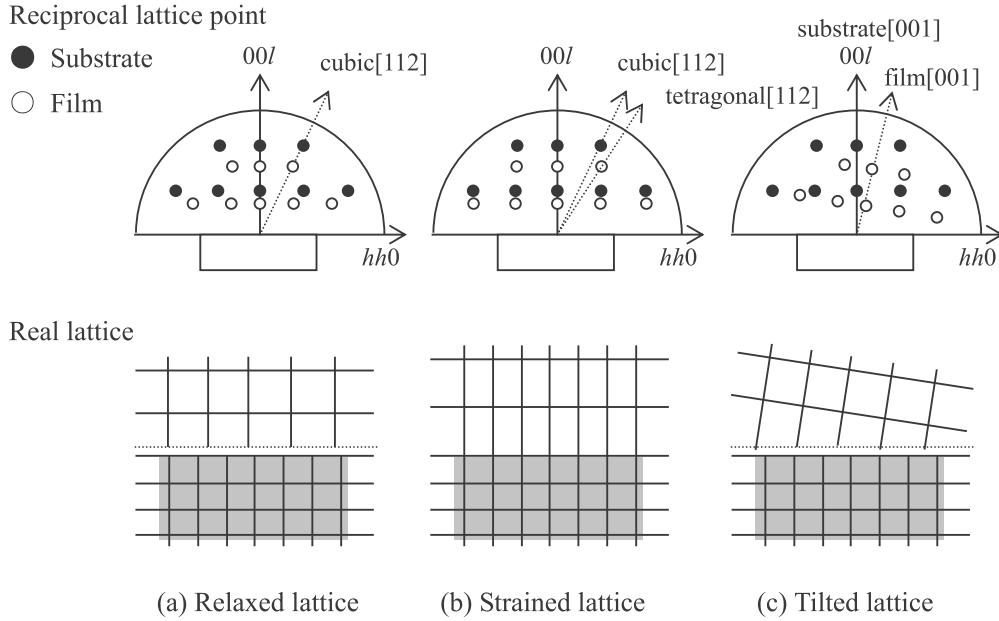 Reciprocal lattice point
Substrate
Film
00l
cubic[112]
hh0
00l
cubic[112]
tetragonal[112]
hh0
substrate[001]
00l
film[001]
hh0
Real lattice
(a) Relaxed lattice
(b) Strained lattice
(c) Tilted lattice